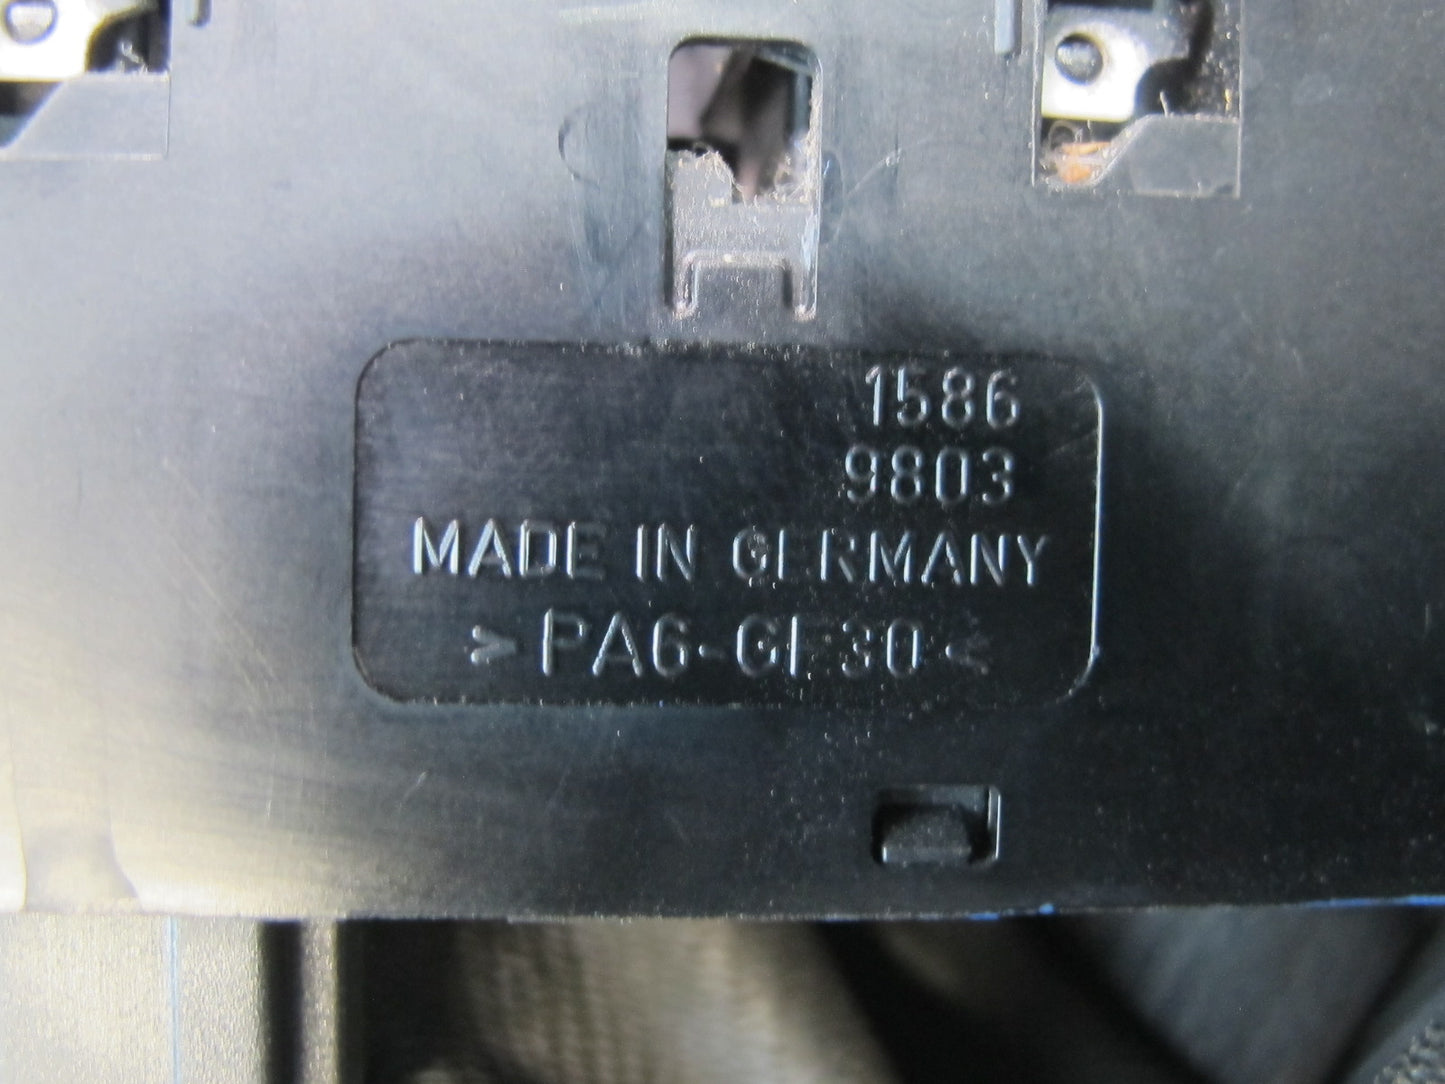 1586
9803
MADE IN GERMANY
>PA6-GF30<